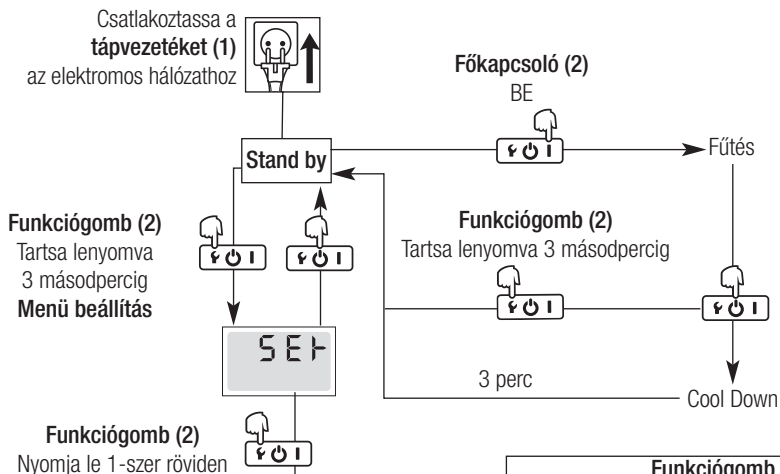 Csatlakoztassa a
tápvezetéket (1)
az elektromos hálózathoz
Főkapcsoló (2)
BE
Stand by
Fűtés
Funkciógomb (2)
Tartsa lenyomva
3 másodpercig
Menü beállítás
Funkciógomb (2)
Tartsa lenyomva 3 másodpercig
SEt
3 perc
Cool Down
Funkciógomb (2)
Nyomja le 1-szer röviden
Funkciógomb